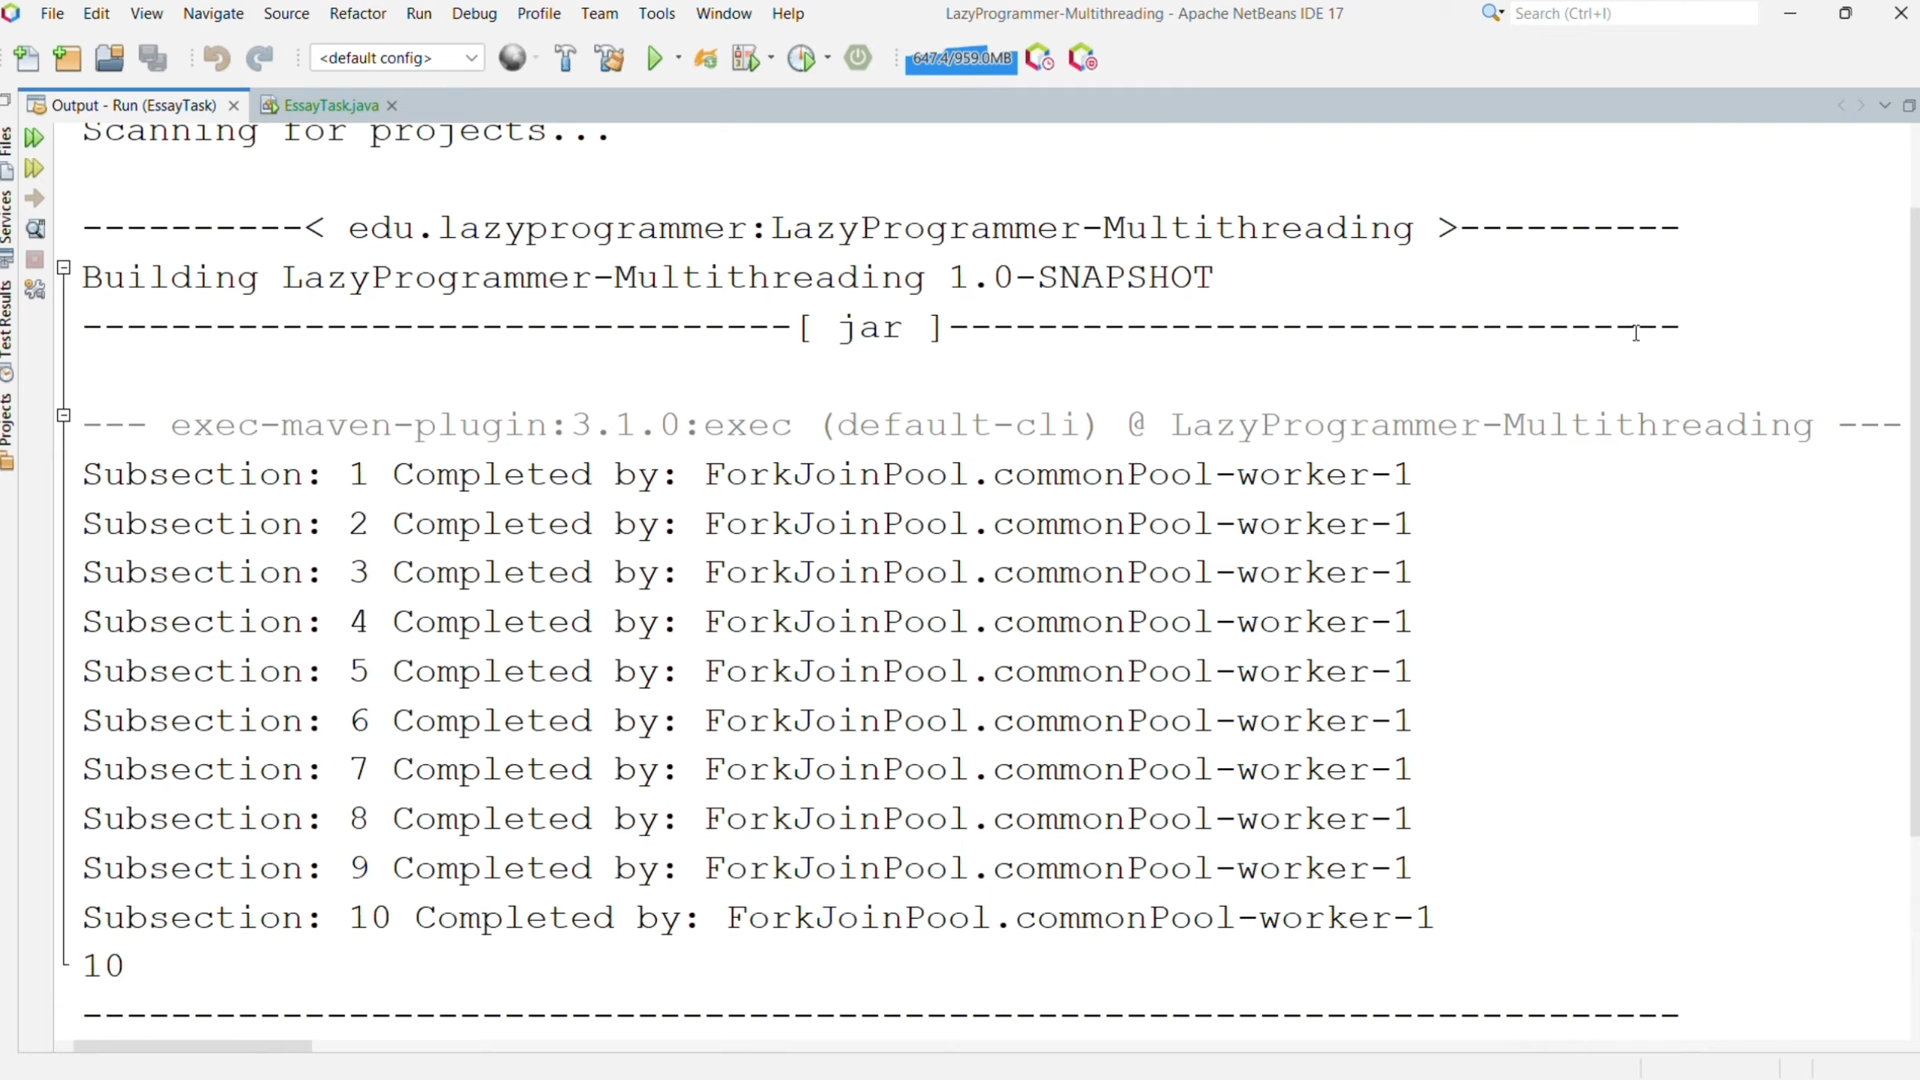 File Edit View Navigate Source Refactor Run Debug Profile Team Tools Window Help
LazyProgrammer-Multithreading - Apache NetBeans IDE 17
Search (Ctrl+I)
<default config>
647.4/959.0MB
Output - Run (EssayTask)
EssayTask.java
Files
Services
Test Results
Projects
Scanning for projects...
----------< edu.lazyprogrammer:LazyProgrammer-Multithreading >----------
Building LazyProgrammer-Multithreading 1.0-SNAPSHOT
--------------------------------[ jar ]---------------------------------
--- exec-maven-plugin:3.1.0:exec (default-cli) @ LazyProgrammer-Multithreading ---
Subsection: 1 Completed by: ForkJoinPool.commonPool-worker-1
Subsection: 2 Completed by: ForkJoinPool.commonPool-worker-1
Subsection: 3 Completed by: ForkJoinPool.commonPool-worker-1
Subsection: 4 Completed by: ForkJoinPool.commonPool-worker-1
Subsection: 5 Completed by: ForkJoinPool.commonPool-worker-1
Subsection: 6 Completed by: ForkJoinPool.commonPool-worker-1
Subsection: 7 Completed by: ForkJoinPool.commonPool-worker-1
Subsection: 8 Completed by: ForkJoinPool.commonPool-worker-1
Subsection: 9 Completed by: ForkJoinPool.commonPool-worker-1
Subsection: 10 Completed by: ForkJoinPool.commonPool-worker-1
10
------------------------------------------------------------------------